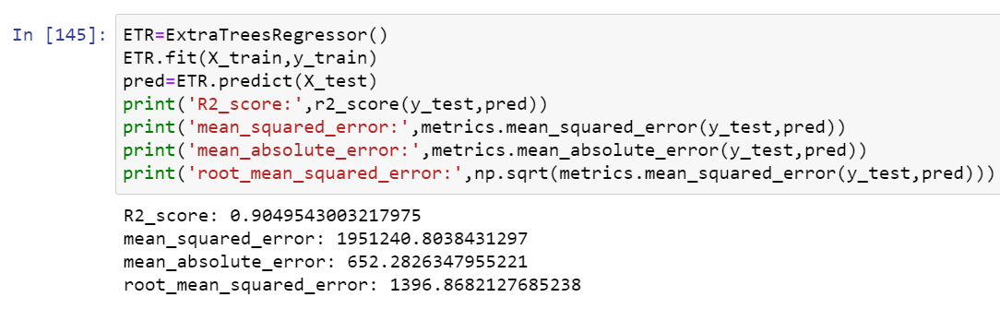 In [145]: ETR=ExtraTreesRegressor()
ETR.fit(X_train,y_train)
pred=ETR.predict(X_test)
print('R2_score:',r2_score(y_test,pred))
print('mean_squared_error:',metrics.mean_squared_error(y_test,pred))
print('mean_absolute_error:',metrics.mean_absolute_error(y_test,pred))
print('root_mean_squared_error:',np.sqrt(metrics.mean_squared_error(y_test,pred)))
R2_score: 0.9049543003217975
mean_squared_error: 1951240.8038431297
mean_absolute_error: 652.2826347955221
root_mean_squared_error: 1396.8682127685238